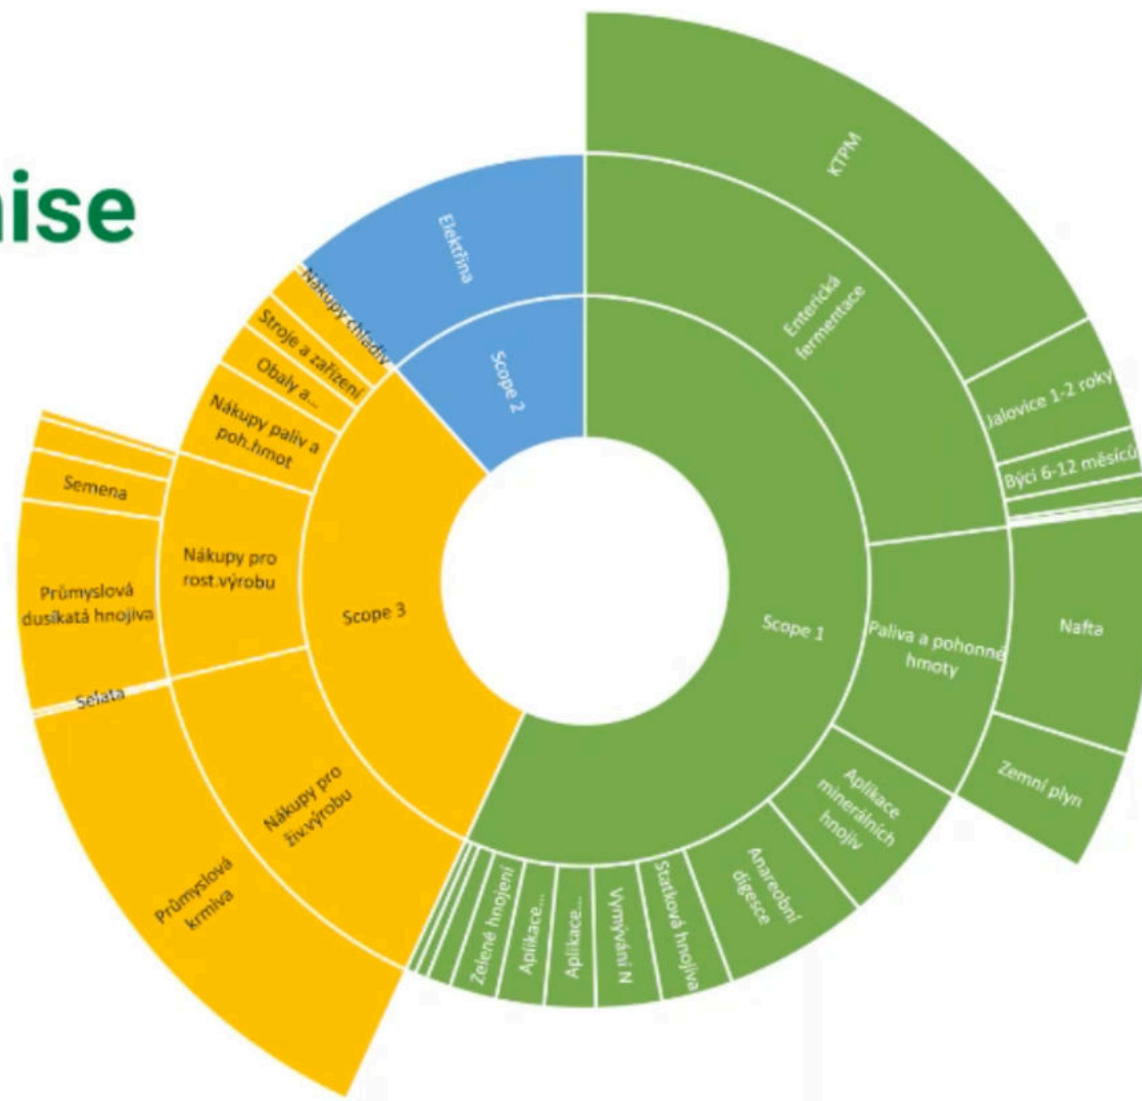 ise
KTPM
Enterická
fermentace
Jalovice 1-2 roky
Býci 6-12 měsíců
Scope 1
Paliva a pohonné
hmoty
Nafta
Zemní plyn
Aplikace
minerálních
hnojiv
Anareobní
digesce
Statková hnojiva
Vymývání N
Aplikace...
Aplikace...
Zelené hnojení
Scope 3
Nákupy pro
živ.výrobu
Průmyslová
krmiva
Selata
Nákupy pro
rost.výrobu
Průmyslová
dusíkatá hnojiva
Semena
Nákupy paliv a
poh.hmot
Obaly a...
Stroje a zařízení
Nákupy chladiv
Scope 2
Elektřina